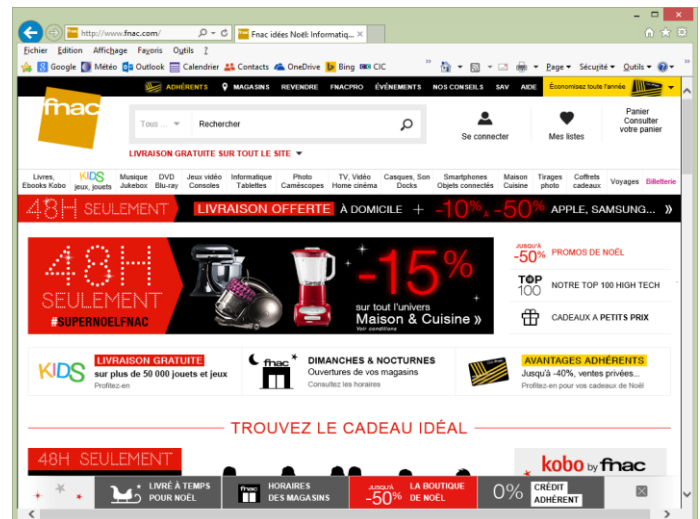 http://www.fnac.com/
Fnac idées Noël: Informatiq...
Fichier Edition Affichage Favoris Outils ?
Google Météo Outlook Calendrier Contacts OneDrive Bing CIC
Page Sécurité Outils
ADHÉRENTS MAGASINS REVENDRE FNACPRO ÉVÉNEMENTS NOS CONSEILS SAV AIDE Économisez toute l'année
fnac
Tous ... Rechercher
Se connecter
Mes listes
Panier
Consulter
votre panier
LIVRAISON GRATUITE SUR TOUT LE SITE
Livres, Ebooks Kobo
KIDS jeux, jouets
Musique Jukebox
DVD Blu-ray
Jeux vidéo Consoles
Informatique Tablettes
Photo Caméscopes
TV, Vidéo Home cinéma
Casques, Son Docks
Smartphones Objets connectés
Maison Cuisine
Tirages photo
Coffrets cadeaux
Voyages
Billetterie
48H SEULEMENT LIVRAISON OFFERTE À DOMICILE + -10% À -50% APPLE, SAMSUNG... »
48H
SEULEMENT
#SUPERNOELFNAC
-15%
sur tout l'univers
Maison & Cuisine »
Voir conditions
JUSQU'À
-50% PROMOS DE NOËL
TOP
100 NOTRE TOP 100 HIGH TECH
CADEAUX A PETITS PRIX
KIDS
LIVRAISON GRATUITE
sur plus de 50 000 jouets et jeux
Profitez-en
fnac
DIMANCHES & NOCTURNES
Ouvertures de vos magasins
Consultez les horaires
AVANTAGES ADHÉRENTS
Jusqu'à -40%, ventes privées...
Profitez-en pour vos cadeaux de Noël
TROUVEZ LE CADEAU IDÉAL
48H SEULEMENT
kobo by fnac
LIVRÉ À TEMPS
POUR NOËL
fnac
HORAIRES
DES MAGASINS
JUSQU'À
-50%
LA BOUTIQUE
DE NOËL
0%
CRÉDIT
ADHÉRENT